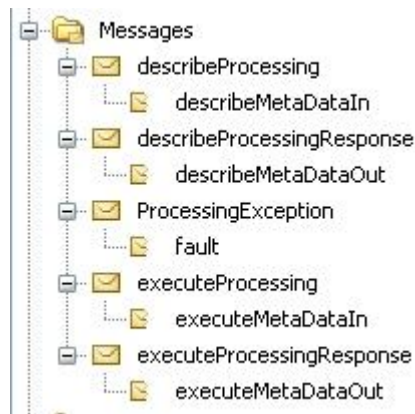 Messages
describeProcessing
describeMetaDataIn
describeProcessingResponse
describeMetaDataOut
ProcessingException
fault
executeProcessing
executeMetaDataIn
executeProcessingResponse
executeMetaDataOut